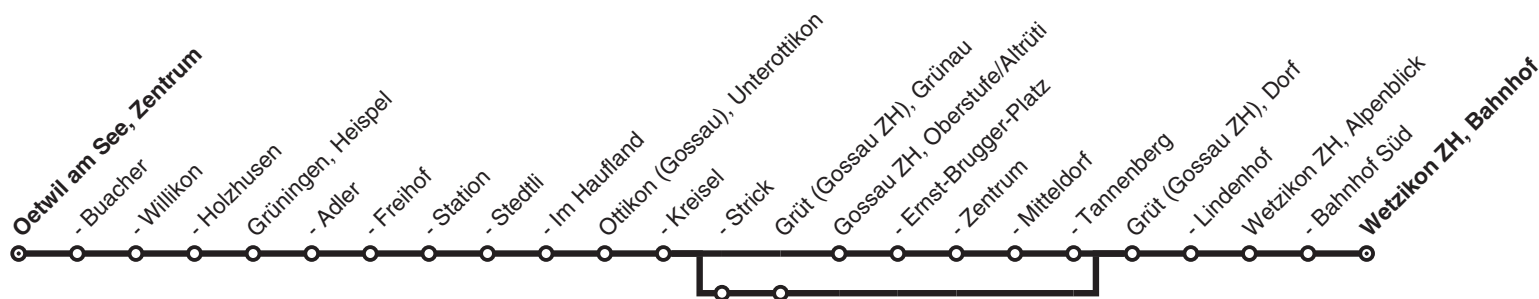 Oetwil am See, Zentrum
- Buacher
- Willikon
- Holzhusen
Grüningen, Heispel
- Adler
- Freihof
- Station
- Stedtli
- Im Haufland
Ottikon (Gossau), Unterottikon
- Kreisel
- Strick
Grüt (Gossau ZH), Grünau
Gossau ZH, Oberstufe/Altrüti
- Ernst-Brugger-Platz
- Zentrum
- Mitteldorf
- Tannenberg
Grüt (Gossau ZH), Dorf
- Lindenhof
Wetzikon ZH, Alpenblick
- Bahnhof Süd
Wetzikon ZH, Bahnhof